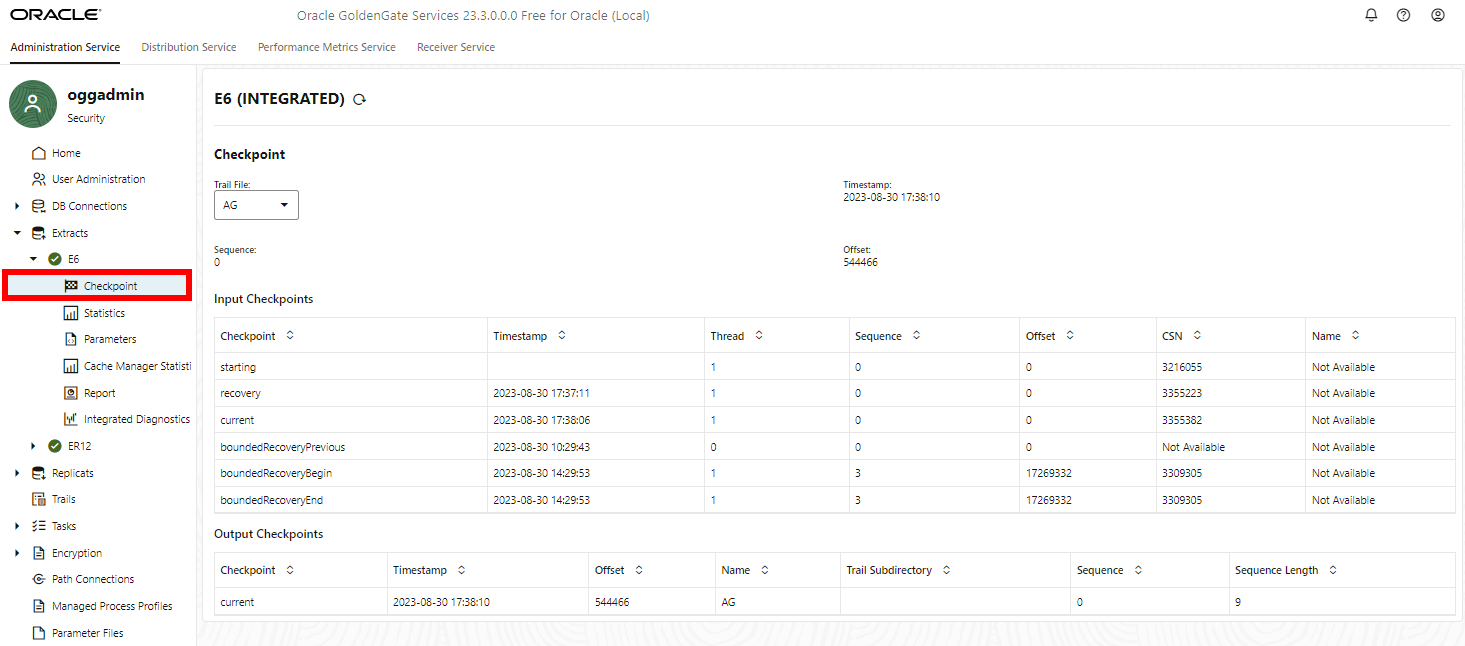 ORACLE
Oracle GoldenGate Services 23.3.0.0.0 Free for Oracle (Local)
Administration Service Distribution Service Performance Metrics Service Receiver Service
oggadmin
Security
Home
User Administration
DB Connections
Extracts
E6
Checkpoint
Statistics
Parameters
Cache Manager Statisti
Report
Integrated Diagnostics
ER12
Replicats
Trails
Tasks
Encryption
Path Connections
Managed Process Profiles
Parameter Files
E6 (INTEGRATED)
Checkpoint
Trail File:
AG
Timestamp:
2023-08-30 17:38:10
Sequence:
0
Offset:
544466
Input Checkpoints
Checkpoint Timestamp Thread Sequence Offset CSN Name
starting 1 0 0 3216055 Not Available
recovery 2023-08-30 17:37:11 1 0 0 3355223 Not Available
current 2023-08-30 17:38:06 1 0 0 3355382 Not Available
boundedRecoveryPrevious 2023-08-30 10:29:43 0 0 0 Not Available Not Available
boundedRecoveryBegin 2023-08-30 14:29:53 1 3 17269332 3309305 Not Available
boundedRecoveryEnd 2023-08-30 14:29:53 1 3 17269332 3309305 Not Available
Output Checkpoints
Checkpoint Timestamp Offset Name Trail Subdirectory Sequence Sequence Length
current 2023-08-30 17:38:10 544466 AG 0 9